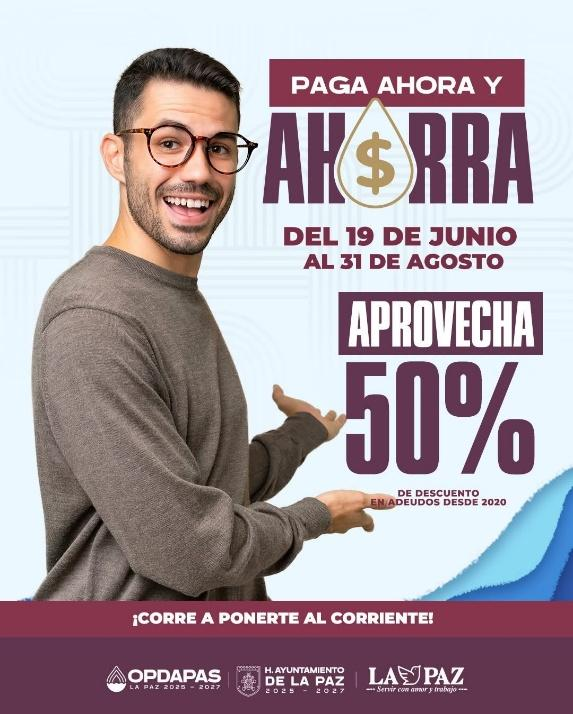 PAGA AHORA Y
AH$RRA
DEL 19 DE JUNIO
AL 31 DE AGOSTO
APROVECHA
50%
DE DESCUENTO
EN ADEUDOS DESDE 2020
¡CORRE A PONERTE AL CORRIENTE!
OPDAPAS
LA PAZ 2025 - 2027
H. AYUNTAMIENTO
DE LA PAZ
2025 - 2027
LA PAZ
Servir con amor y trabajo